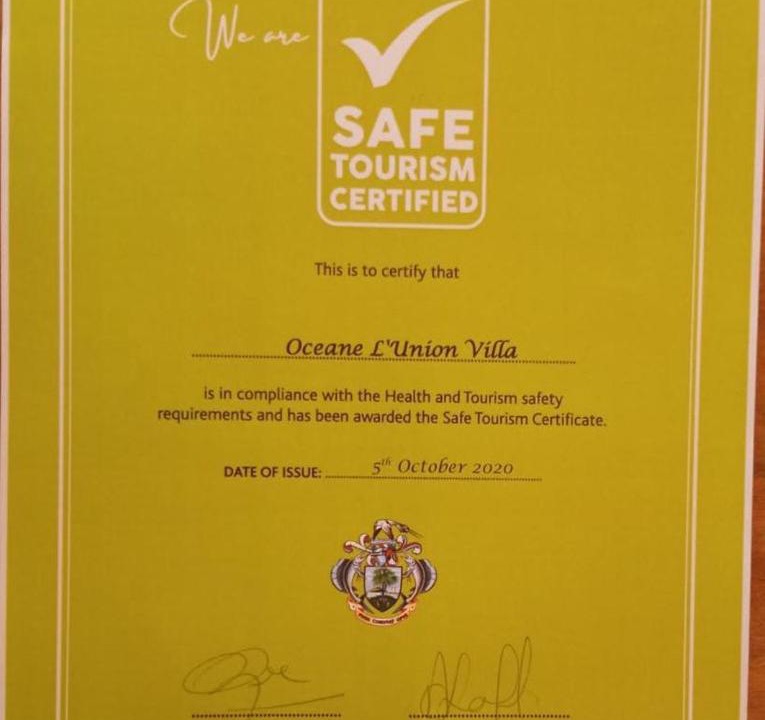 We are
SAFE
TOURISM
CERTIFIED
This is to certify that
Oceane L'Union Villa
is in compliance with the Health and Tourism safety
requirements and has been awarded the Safe Tourism Certificate.
DATE OF ISSUE: 5th October 2020